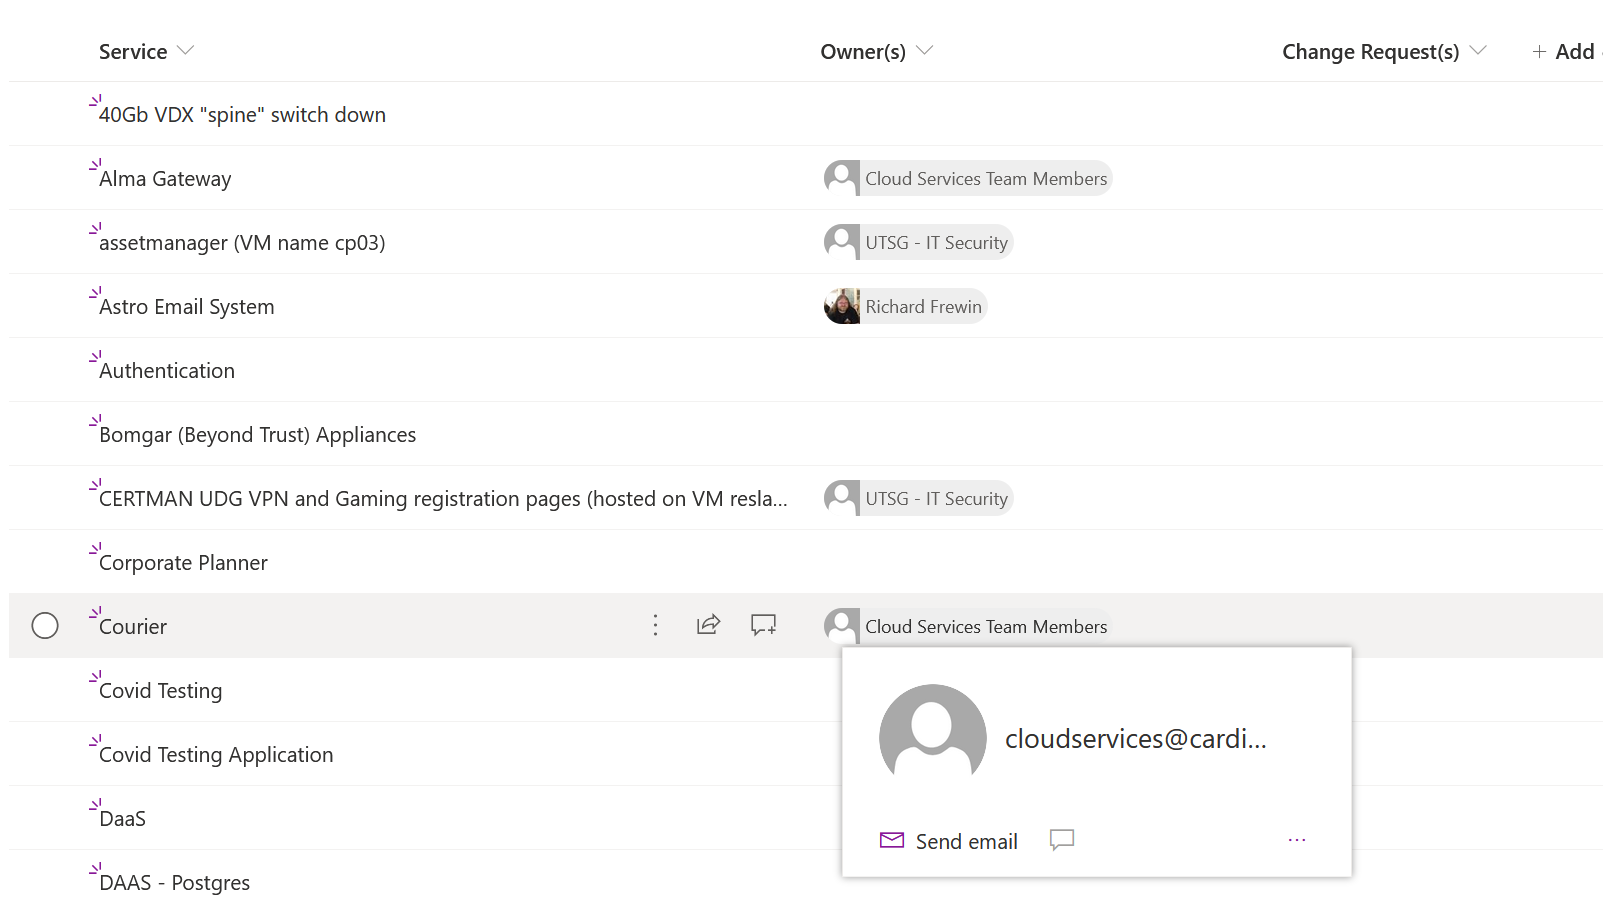 Service Owner(s) Change Request(s) + Add
40Gb VDX "spine" switch down
Alma Gateway Cloud Services Team Members
assetmanager (VM name cp03) UTSG - IT Security
Astro Email System Richard Frewin
Authentication
Bomgar (Beyond Trust) Appliances
CERTMAN UDG VPN and Gaming registration pages (hosted on VM resla... UTSG - IT Security
Corporate Planner
Courier Cloud Services Team Members
Covid Testing
cloudservices@cardi...
Covid Testing Application
DaaS
Send email
DAAS - Postgres